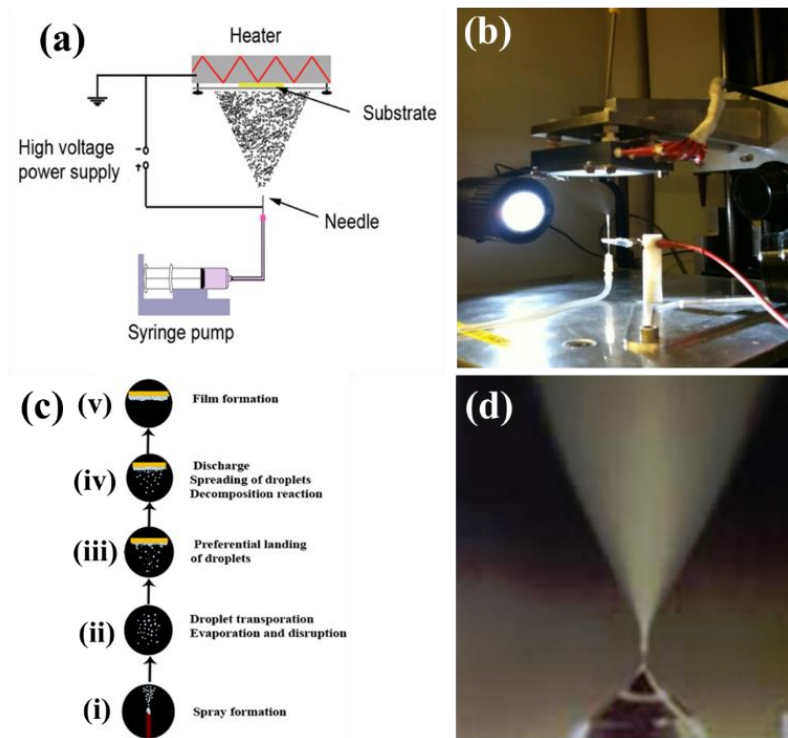 (a)
Heater
Substrate
High voltage
power supply
-
+
Needle
Syringe pump
(b)
(c)
(v)
Film formation
(iv)
Discharge
Spreading of droplets
Decomposition reaction
(iii)
Preferential landing
of droplets
(ii)
Droplet transporation
Evaporation and disruption
(i)
Spray formation
(d)